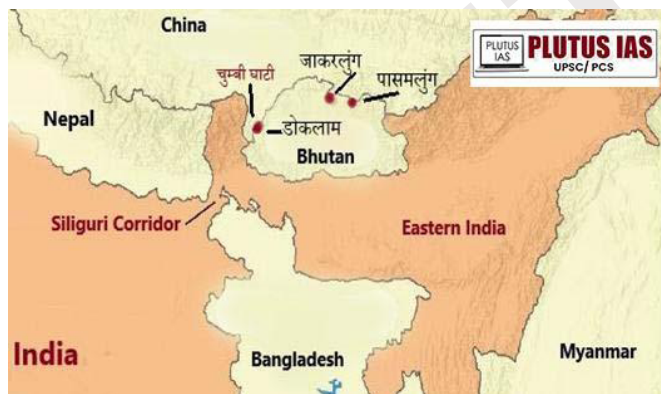 China
PLUTUS IAS
PLUTUS IAS
UPSC/ PCS
जाकरलुंग
चुम्बी घाटी
पासमलुंग
Nepal
डोकलाम
Bhutan
Siliguri Corridor
Eastern India
India
Bangladesh
Myanmar